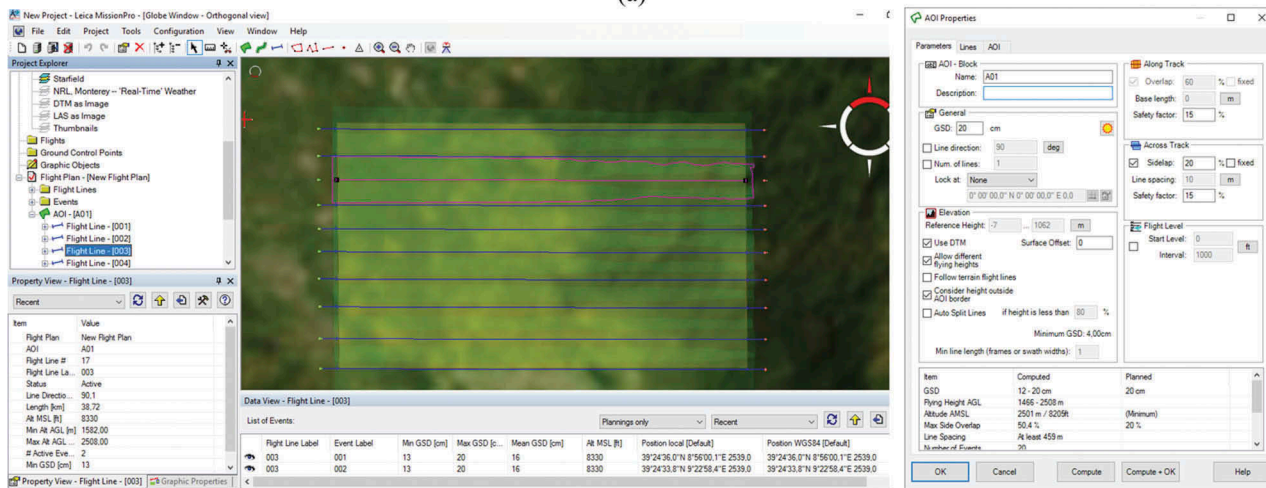 (a)
New Project - Leica MissionPro - [Globe Window - Orthogonal view]
File Edit Project Tools Configuration View Window Help
Project Explorer
Starfield
NRL, Monterey -- 'Real-Time' Weather
DTM as Image
LAS as Image
Thumbnails
Flights
Ground Control Points
Graphic Objects
Flight Plan - [New Flight Plan]
Flight Lines
Events
AOI - [A01]
Flight Line - [001]
Flight Line - [002]
Flight Line - [003]
Flight Line - [004]
Property View - Flight Line - [003]
Recent
Item Value
Flight Plan New Flight Plan
AOI A01
Flight Line # 17
Flight Line La... 003
Status Active
Line Directio... 90,1
Length [km] 38,72
Alt MSL [ft] 8330
Min Alt AGL [m] 1582,00
Max Alt AGL ... 2508,00
# Active Eve... 2
Min GSD [cm] 13
Property View - Flight Line - [003] Graphic Properties
Data View - Flight Line - [003]
List of Events: Plannings only Recent
Flight Line Label Event Label Min GSD [cm] Max GSD [c... Mean GSD [cm] Alt MSL [ft] Position local [Default] Position WGS84 [Default]
003 001 13 20 16 8330 39°24'36,0"N 8°56'00,1"E 2539,0 39°24'36,0"N 8°56'00,1"E 2539,0
003 002 13 20 16 8330 39°24'33,8"N 9°22'58,4"E 2539,0 39°24'33,8"N 9°22'58,4"E 2539,0
AOI Properties
Parameters Lines AOI
AOI - Block
Name: A01
Description:
General
GSD: 20 cm
Line direction: 90 deg
Num. of lines: 1
Look at: None
0° 00' 00,0" N 0° 00' 00,0" E 0.0
Elevation
Reference Height: -7 ... 1062 m
Use DTM Surface Offset: 0
Allow different flying heights
Follow terrain flight lines
Consider height outside AOI border
Auto Split Lines if height is less than 80 %
Minimum GSD: 4,00cm
Min line length (frames or swath widths): 1
Along Track
Overlap: 60 % fixed
Base length: 0 m
Safety factor: 15 %
Across Track
Sidelap: 20 % fixed
Line spacing: 10 m
Safety factor: 15 %
Flight Level
Start Level: 0
Interval: 1000 ft
Item Computed Planned
GSD 12 - 20 cm 20 cm
Flying Height AGL 1466 - 2508 m
Altitude AMSL 2501 m / 8205ft (Minimum)
Max Side Overlap 50,4 % 20 %
Line Spacing At least 459 m
Number of Events 20
OK Cancel Compute Compute + OK Help